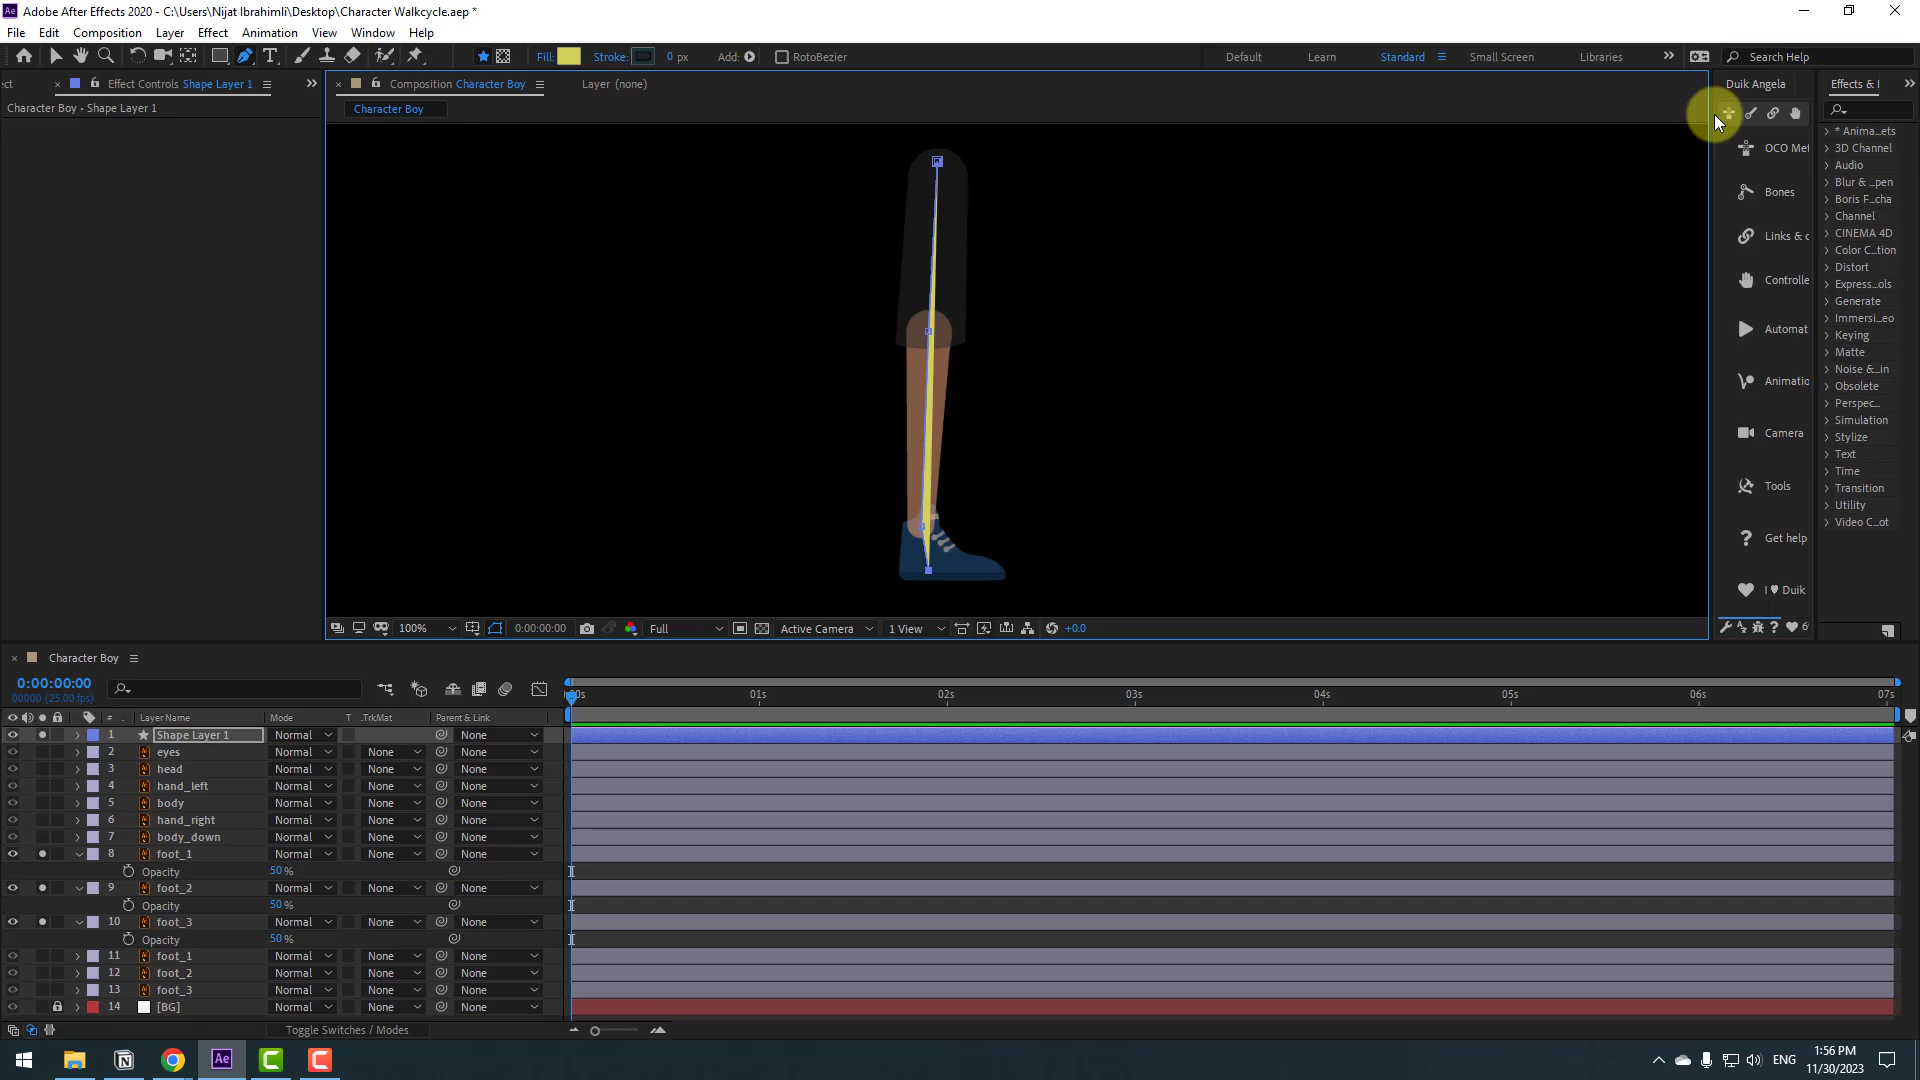 Adobe After Effects 2020 - C:\Users\Nijat Ibrahimli\Desktop\Character Walkcycle.aep *
File Edit Composition Layer Effect Animation View Window Help
Fill: Stroke: 0 px Add: RotoBezier Default Learn Standard Small Screen Libraries Search Help
ect Effect Controls Shape Layer 1 Composition Character Boy Layer (none) Duik Angela Effects & I
Character Boy • Shape Layer 1 Character Boy
* Anima...ets
OCO Met 3D Channel
Audio
Blur & ...pen
Bones Boris F...cha
Channel
Links & c CINEMA 4D
Color C...tion
Distort
Controlle Express...ols
Generate
Immersi...eo
Automat Keying
Matte
Noise &...in
Animatio Obsolete
Perspec...
Simulation
Camera Stylize
Text
Time
Tools Transition
Utility
Video C...ot
Get help
I ♥ Duik
100% 0:00:00:00 Full Active Camera 1 View +0.0 6
Character Boy
0:00:00:00
00000 (25.00 fps)
00s 01s 02s 03s 04s 05s 06s 07s
# . Layer Name Mode T .TrkMat Parent & Link
1 Shape Layer 1 Normal None
2 eyes Normal None None
3 head Normal None None
4 hand_left Normal None None
5 body Normal None None
6 hand_right Normal None None
7 body_down Normal None None
8 foot_1 Normal None None
Opacity 50 %
9 foot_2 Normal None None
Opacity 50 %
10 foot_3 Normal None None
Opacity 50 %
11 foot_1 Normal None None
12 foot_2 Normal None None
13 foot_3 Normal None None
14 [BG] Normal None None
Toggle Switches / Modes
Ae ENG 1:56 PM
11/30/2023